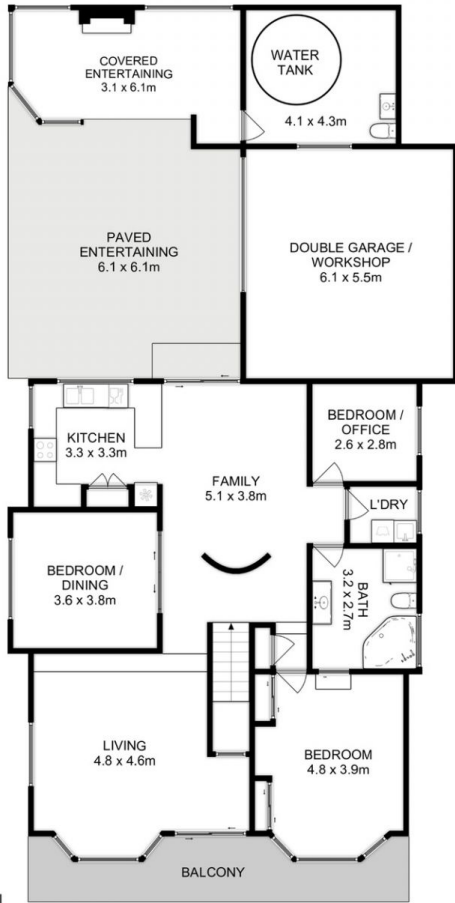 COVERED
ENTERTAINING
3.1 x 6.1m
WATER
TANK
4.1 x 4.3m
PAVED
ENTERTAINING
6.1 x 6.1m
DOUBLE GARAGE /
WORKSHOP
6.1 x 5.5m
KITCHEN
3.3 x 3.3m
BEDROOM /
OFFICE
2.6 x 2.8m
FAMILY
5.1 x 3.8m
L'DRY
BEDROOM /
DINING
3.6 x 3.8m
BATH
3.2 x 2.7m
LIVING
4.8 x 4.6m
BEDROOM
4.8 x 3.9m
BALCONY